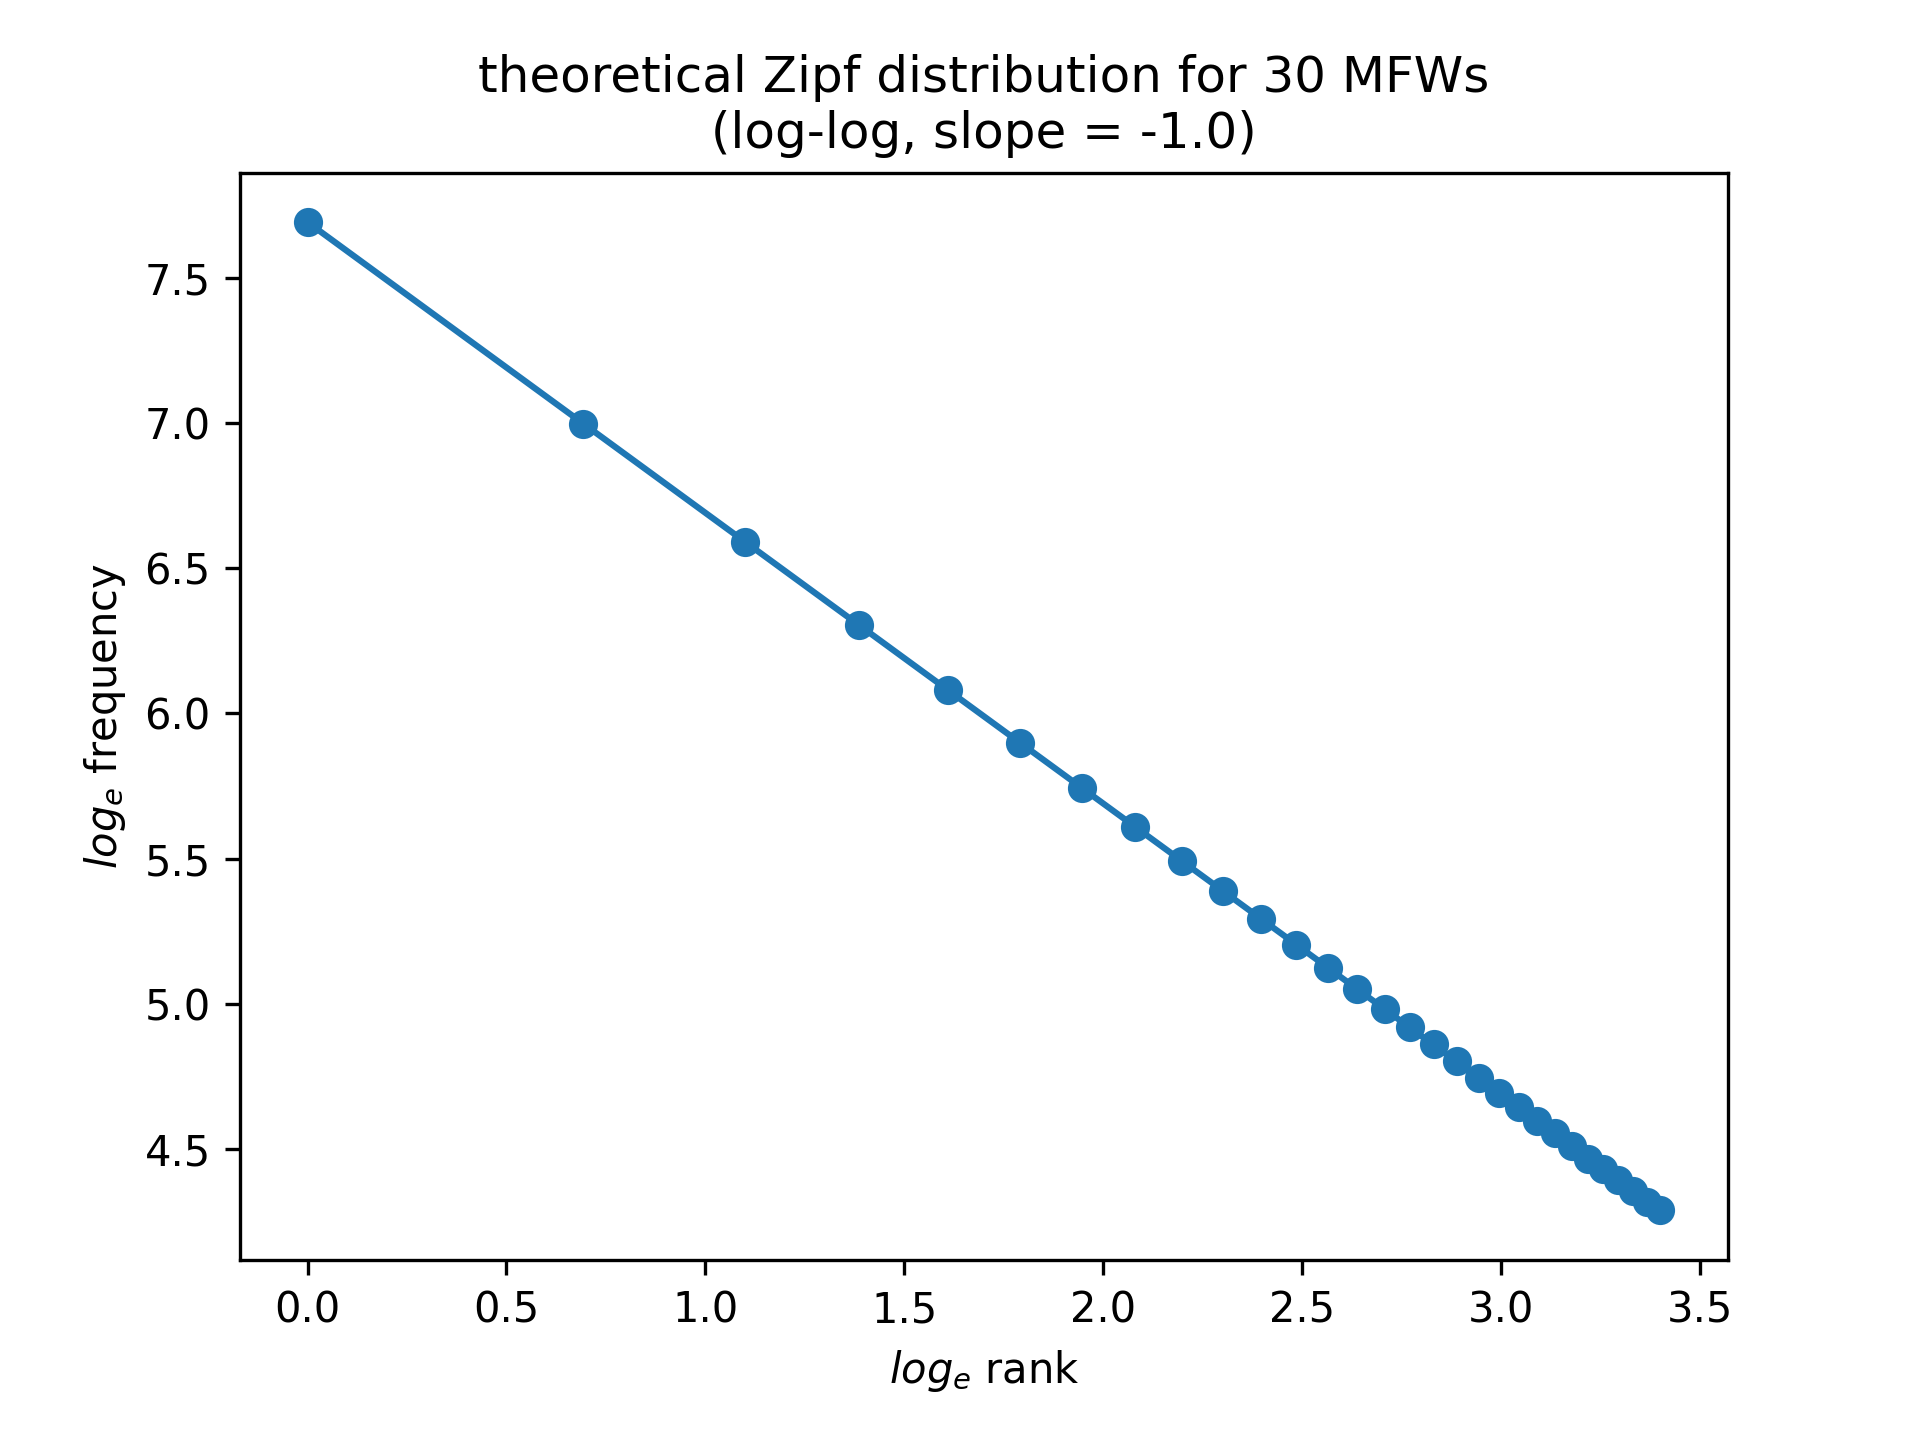 theoretical Zipf distribution for 30 MFWs
(log-log, slope = -1.0)
7.5
7.0
6.5
6.0
5.5
5.0
4.5
log_e frequency
0.0 0.5 1.0 1.5 2.0 2.5 3.0 3.5
log_e rank